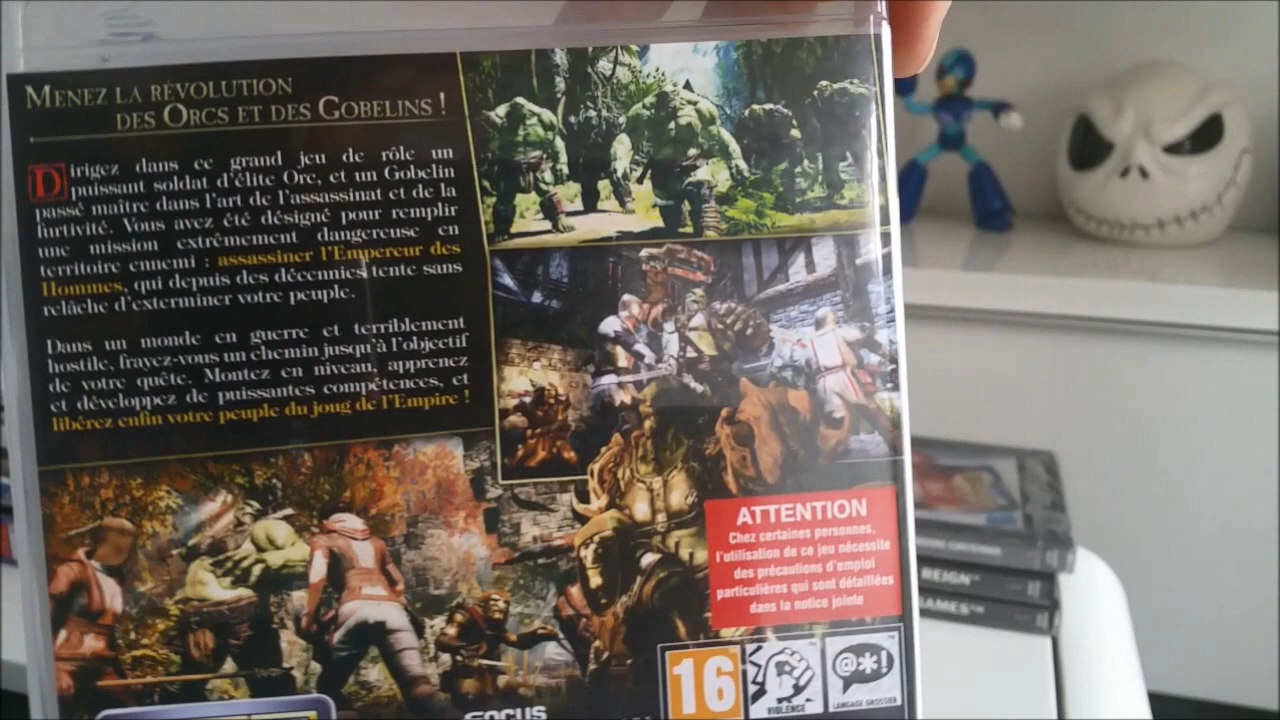 MENEZ LA RÉVOLUTION
DES ORCS ET DES GOBELINS !
Dirigez dans ce grand jeu de rôle un
puissant soldat d'élite Orc, et un Gobelin
passé maître dans l'art de l'assassinat et de la
furtivité. Vous avez été désigné pour remplir
une mission extrêmement dangereuse en
territoire ennemi : assassiner l'Empereur des
Hommes, qui depuis des décennies tente sans
relâche d'exterminer votre peuple.
Dans un monde en guerre et terriblement
hostile, frayez-vous un chemin jusqu'à l'objectif
de votre quête. Montez en niveau, apprenez
et développez de puissantes compétences, et
libérez enfin votre peuple du joug de l'Empire !
ATTENTION
Chez certaines personnes,
l'utilisation de ce jeu nécessite
des précautions d'emploi
particulières qui sont détaillées
dans la notice jointe
16
VIOLENCE
@*!
LANGAGE GROSSIER
FOCUS
REIGN™
GAMES™